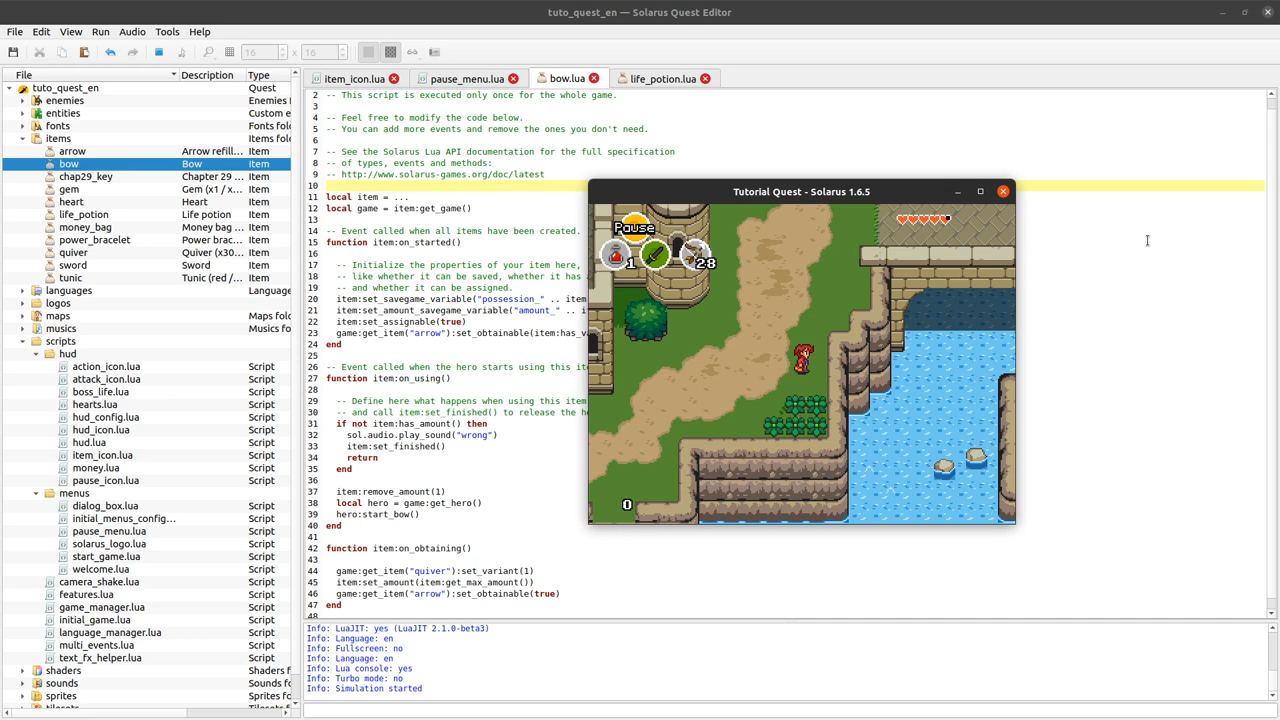 tuto_quest_en — Solarus Quest Editor
File Edit View Run Audio Tools Help
16 x 16
File Description Type
tuto_quest_en Quest
enemies Enemies
entities Custom e
fonts Fonts fol
items Items fol
arrow Arrow refill... Item
bow Bow Item
chap29_key Chapter 29 ... Item
gem Gem (x1 / x... Item
heart Heart Item
life_potion Life potion Item
money_bag Money bag ... Item
power_bracelet Power brac... Item
quiver Quiver (x30... Item
sword Sword Item
tunic Tunic (red /... Item
languages Language
logos Logos fol
maps Maps fol
musics Musics fo
scripts Scripts fo
hud Folder
action_icon.lua Script
attack_icon.lua Script
boss_life.lua Script
hearts.lua Script
hud_config.lua Script
hud_icon.lua Script
hud.lua Script
item_icon.lua Script
money.lua Script
pause_icon.lua Script
menus Folder
dialog_box.lua Script
initial_menus_config... Script
pause_menu.lua Script
solarus_logo.lua Script
start_game.lua Script
welcome.lua Script
camera_shake.lua Script
features.lua Script
game_manager.lua Script
initial_game.lua Script
language_manager.lua Script
multi_events.lua Script
text_fx_helper.lua Script
shaders Shaders f
sounds Sounds fo
sprites Sprites fo
item_icon.lua pause_menu.lua bow.lua life_potion.lua
2 -- This script is executed only once for the whole game.
3
4 -- Feel free to modify the code below.
5 -- You can add more events and remove the ones you don't need.
6
7 -- See the Solarus Lua API documentation for the full specification
8 -- of types, events and methods:
9 -- http://www.solarus-games.org/doc/latest
10
11 local item = ...
12 local game = item:get_game()
13
14 -- Event called when all items have been created.
15 function item:on_started()
16
17 -- Initialize the properties of your item here,
18 -- like whether it can be saved, whether it has
19 -- and whether it can be assigned.
20 item:set_savegame_variable("possession_" .. item
21 item:set_amount_savegame_variable("amount_" .. i
22 item:set_assignable(true)
23 game:get_item("arrow"):set_obtainable(item:has_v
24 end
25
26 -- Event called when the hero starts using this it
27 function item:on_using()
28
29 -- Define here what happens when using this item
30 -- and call item:set_finished() to release the h
31 if not item:has_amount() then
32 sol.audio.play_sound("wrong")
33 item:set_finished()
34 return
35 end
36
37 item:remove_amount(1)
38 local hero = game:get_hero()
39 hero:start_bow()
40 end
41
42 function item:on_obtaining()
43
44 game:get_item("quiver"):set_variant(1)
45 item:set_amount(item:get_max_amount())
46 game:get_item("arrow"):set_obtainable(true)
47 end
48
Tutorial Quest - Solarus 1.6.5
Pause
1 28
0
Info: LuaJIT: yes (LuaJIT 2.1.0-beta3)
Info: Language: en
Info: Fullscreen: no
Info: Language: en
Info: Lua console: yes
Info: Turbo mode: no
Info: Simulation started